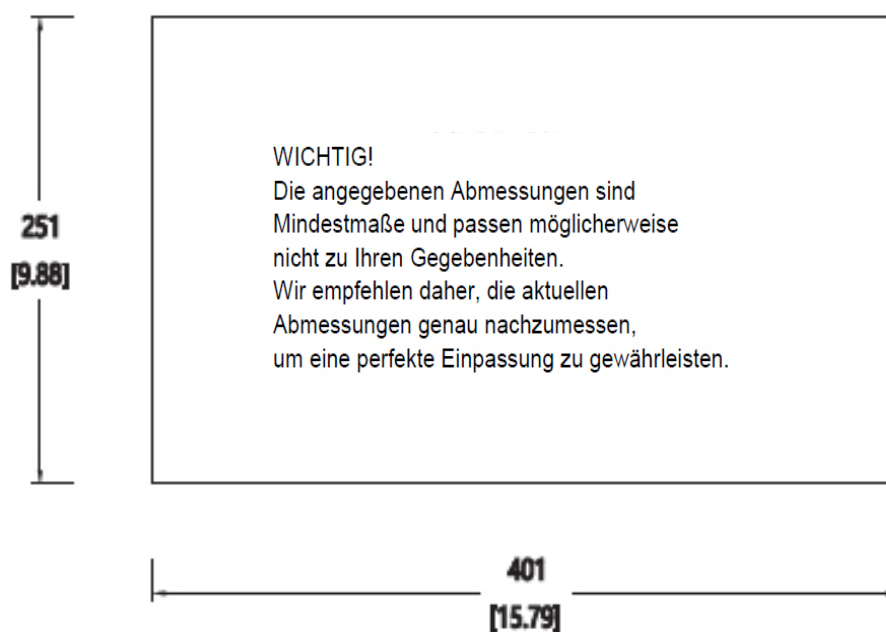 WICHTIG!
Die angegebenen Abmessungen sind
Mindestmaße und passen möglicherweise
nicht zu Ihren Gegebenheiten.
Wir empfehlen daher, die aktuellen
Abmessungen genau nachzumessen,
um eine perfekte Einpassung zu gewährleisten.
251
[9.88]
401
[15.79]